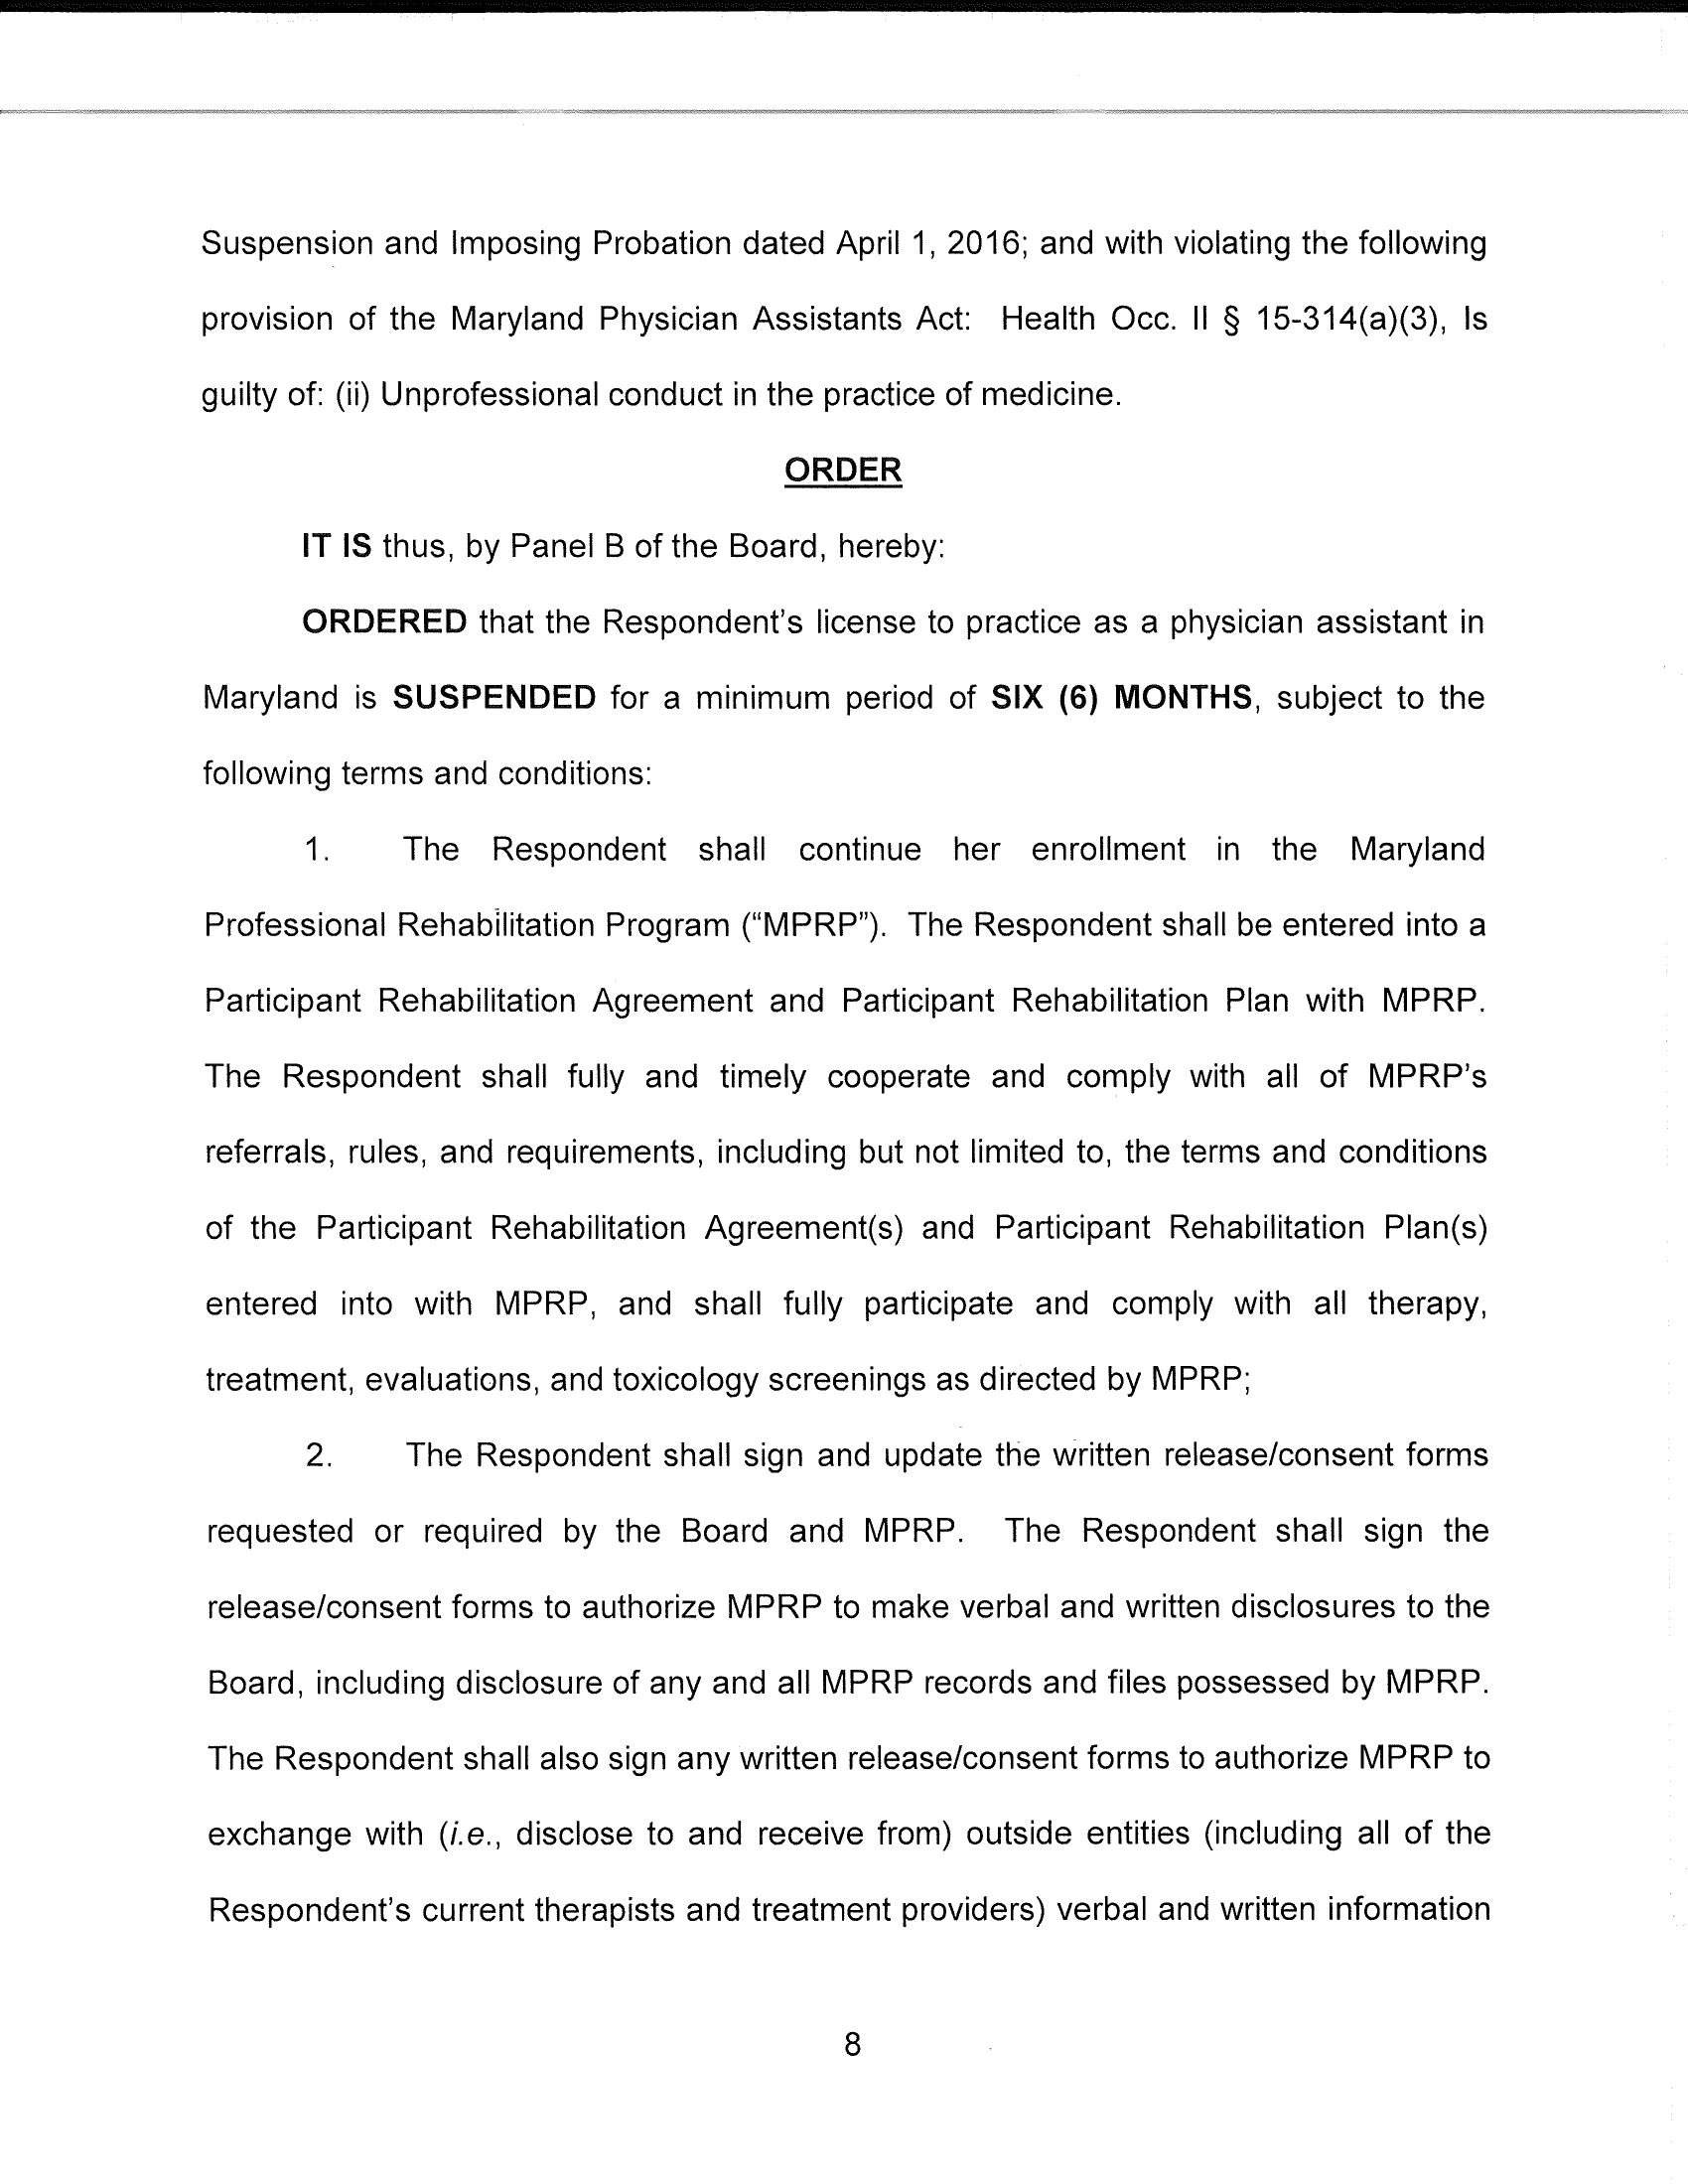 Suspension and Imposing Probation dated April 1, 2016; and with violating the following
provision of the Maryland Physician Assistants Act: Health Occ. II § 15-314(a)(3), Is
guilty of: (ii) Unprofessional conduct in the practice of medicine.
ORDER
IT IS thus, by Panel B of the Board, hereby:
ORDERED that the Respondent's license to practice as a physician assistant in
Maryland is SUSPENDED for a minimum period of SIX (6) MONTHS, subject to the
following terms and conditions:
1. The Respondent shall continue her enrollment in the Maryland
Professional Rehabilitation Program (“MPRP”). The Respondent shall be entered into a
Participant Rehabilitation Agreement and Participant Rehabilitation Plan with MPRP.
The Respondent shall fully and timely cooperate and comply with all of MPRP's
referrals, rules, and requirements, including but not limited to, the terms and conditions
of the Participant Rehabilitation Agreement(s) and Participant Rehabilitation Plan(s)
entered into with MPRP, and shall fully participate and comply with all therapy,
treatment, evaluations, and toxicology screenings as directed by MPRP;
2. The Respondent shall sign and update the written release/consent forms
requested or required by the Board and MPRP. The Respondent shall sign the
release/consent forms to authorize MPRP to make verbal and written disclosures to the
Board, including disclosure of any and all MPRP records and files possessed by MPRP.
The Respondent shall also sign any written release/consent forms to authorize MPRP to
exchange with (i.e., disclose to and receive from) outside entities (including all of the
Respondent's current therapists and treatment providers) verbal and written information
8